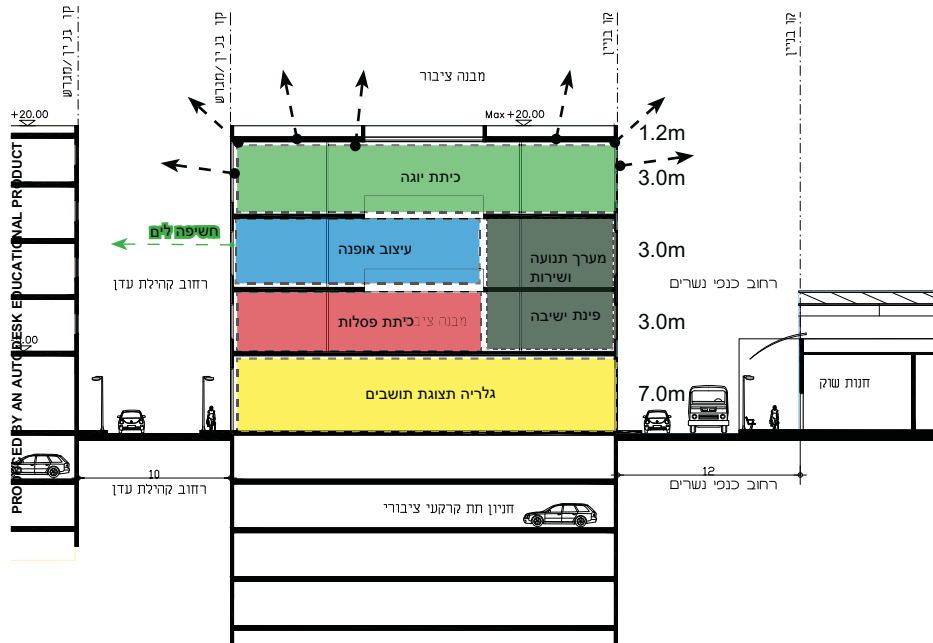 קו בנין/מגרש
קו בנין/מגרש
קו בניין
קו בניין
מבנה ציבור
+20.00
Max +20.00
1.2m
כיתת יוגה
3.0m
חשיפה לים
עיצוב אופנה
מערך תנועה
ושירות
3.0m
רחוב קהילת עדן
רחוב כנפי נשרים
כיתת פסלות
פינת ישיבה
3.0m
גלריה תצוגת תושבים
7.0m
חנות שוק
PRODUCED BY AN AUTODESK EDUCATIONAL PRODUCT
10
12
רחוב קהילת עדן
רחוב כנפי נשרים
חניון תת קרקעי ציבורי